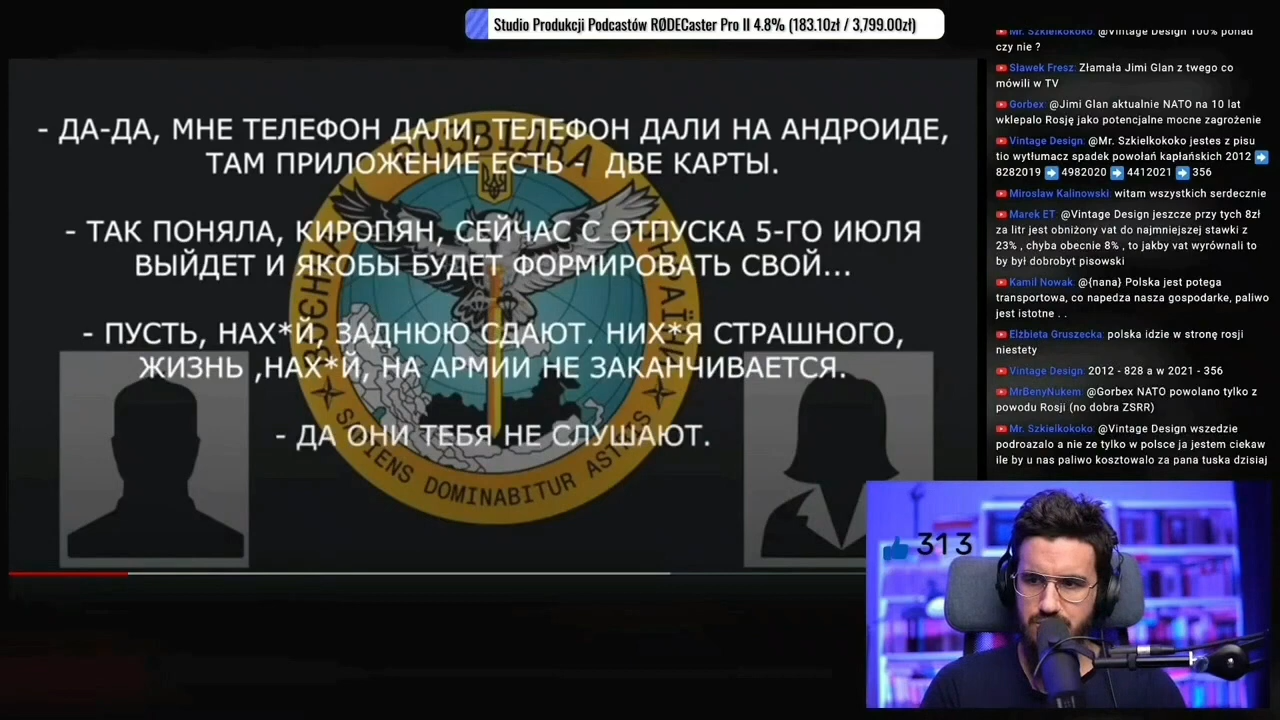 Studio Produkcji Podcastów RØDECaster Pro II 4.8% (183.10zł / 3,799.00zł)
- ДА-ДА, МНЕ ТЕЛЕФОН ДАЛИ, ТЕЛЕФОН ДАЛИ НА АНДРОИДЕ,
ТАМ ПРИЛОЖЕНИЕ ЕСТЬ - ДВЕ КАРТЫ.
- ТАК ПОНЯЛА, КИРОПЯН, СЕЙЧАС С ОТПУСКА 5-ГО ИЮЛЯ
ВЫЙДЕТ И ЯКОБЫ БУДЕТ ФОРМИРОВАТЬ СВОЙ...
- ПУСТЬ, НАХ*Й, ЗАДНЮЮ СДАЮТ. НИХ*Я СТРАШНОГО,
ЖИЗНЬ ,НАХ*Й, НА АРМИИ НЕ ЗАКАНЧИВАЕТСЯ.
- ДА ОНИ ТЕБЯ НЕ СЛУШАЮТ.
SAPIENS DOMINABITUR ASTRIS
Mr. Szkielkokoko: @Vintage Design 100% ponad
czy nie ?
Sławek Fresz: Złamała Jimi Glan z twego co
mówili w TV
Gorbex: @Jimi Glan aktualnie NATO na 10 lat
wklepało Rosję jako potencjalne mocne zagrożenie
Vintage Design: @Mr. Szkielkokoko jestes z pisu
tio wytłumacz spadek powołań kapłańskich 2012 ➡
8282019 ➡ 4982020 ➡ 4412021 ➡ 356
Miroslaw Kalinowski: witam wszystkich serdecznie
Marek ET: @Vintage Design jeszcze przy tych 8zł
za litr jest obniżony vat do najmniejszej stawki z
23% , chyba obecnie 8% , to jakby vat wyrównali to
by był dobrobyt pisowski
Kamil Nowak: @{nana} Polska jest potega
transportowa, co napedza nasza gospodarke, paliwo
jest istotne . .
Elżbieta Gruszecka: polska idzie w stronę rosji
niestety
Vintage Design: 2012 - 828 a w 2021 - 356
MrBenyNukem: @Gorbex NATO powolano tylko z
powodu Rosji (no dobra ZSRR)
Mr. Szkielkokoko: @Vintage Design wszedzie
podroazalo a nie ze tylko w polsce ja jestem ciekaw
ile by u nas paliwo kosztowalo za pana tuska dzisiaj
313